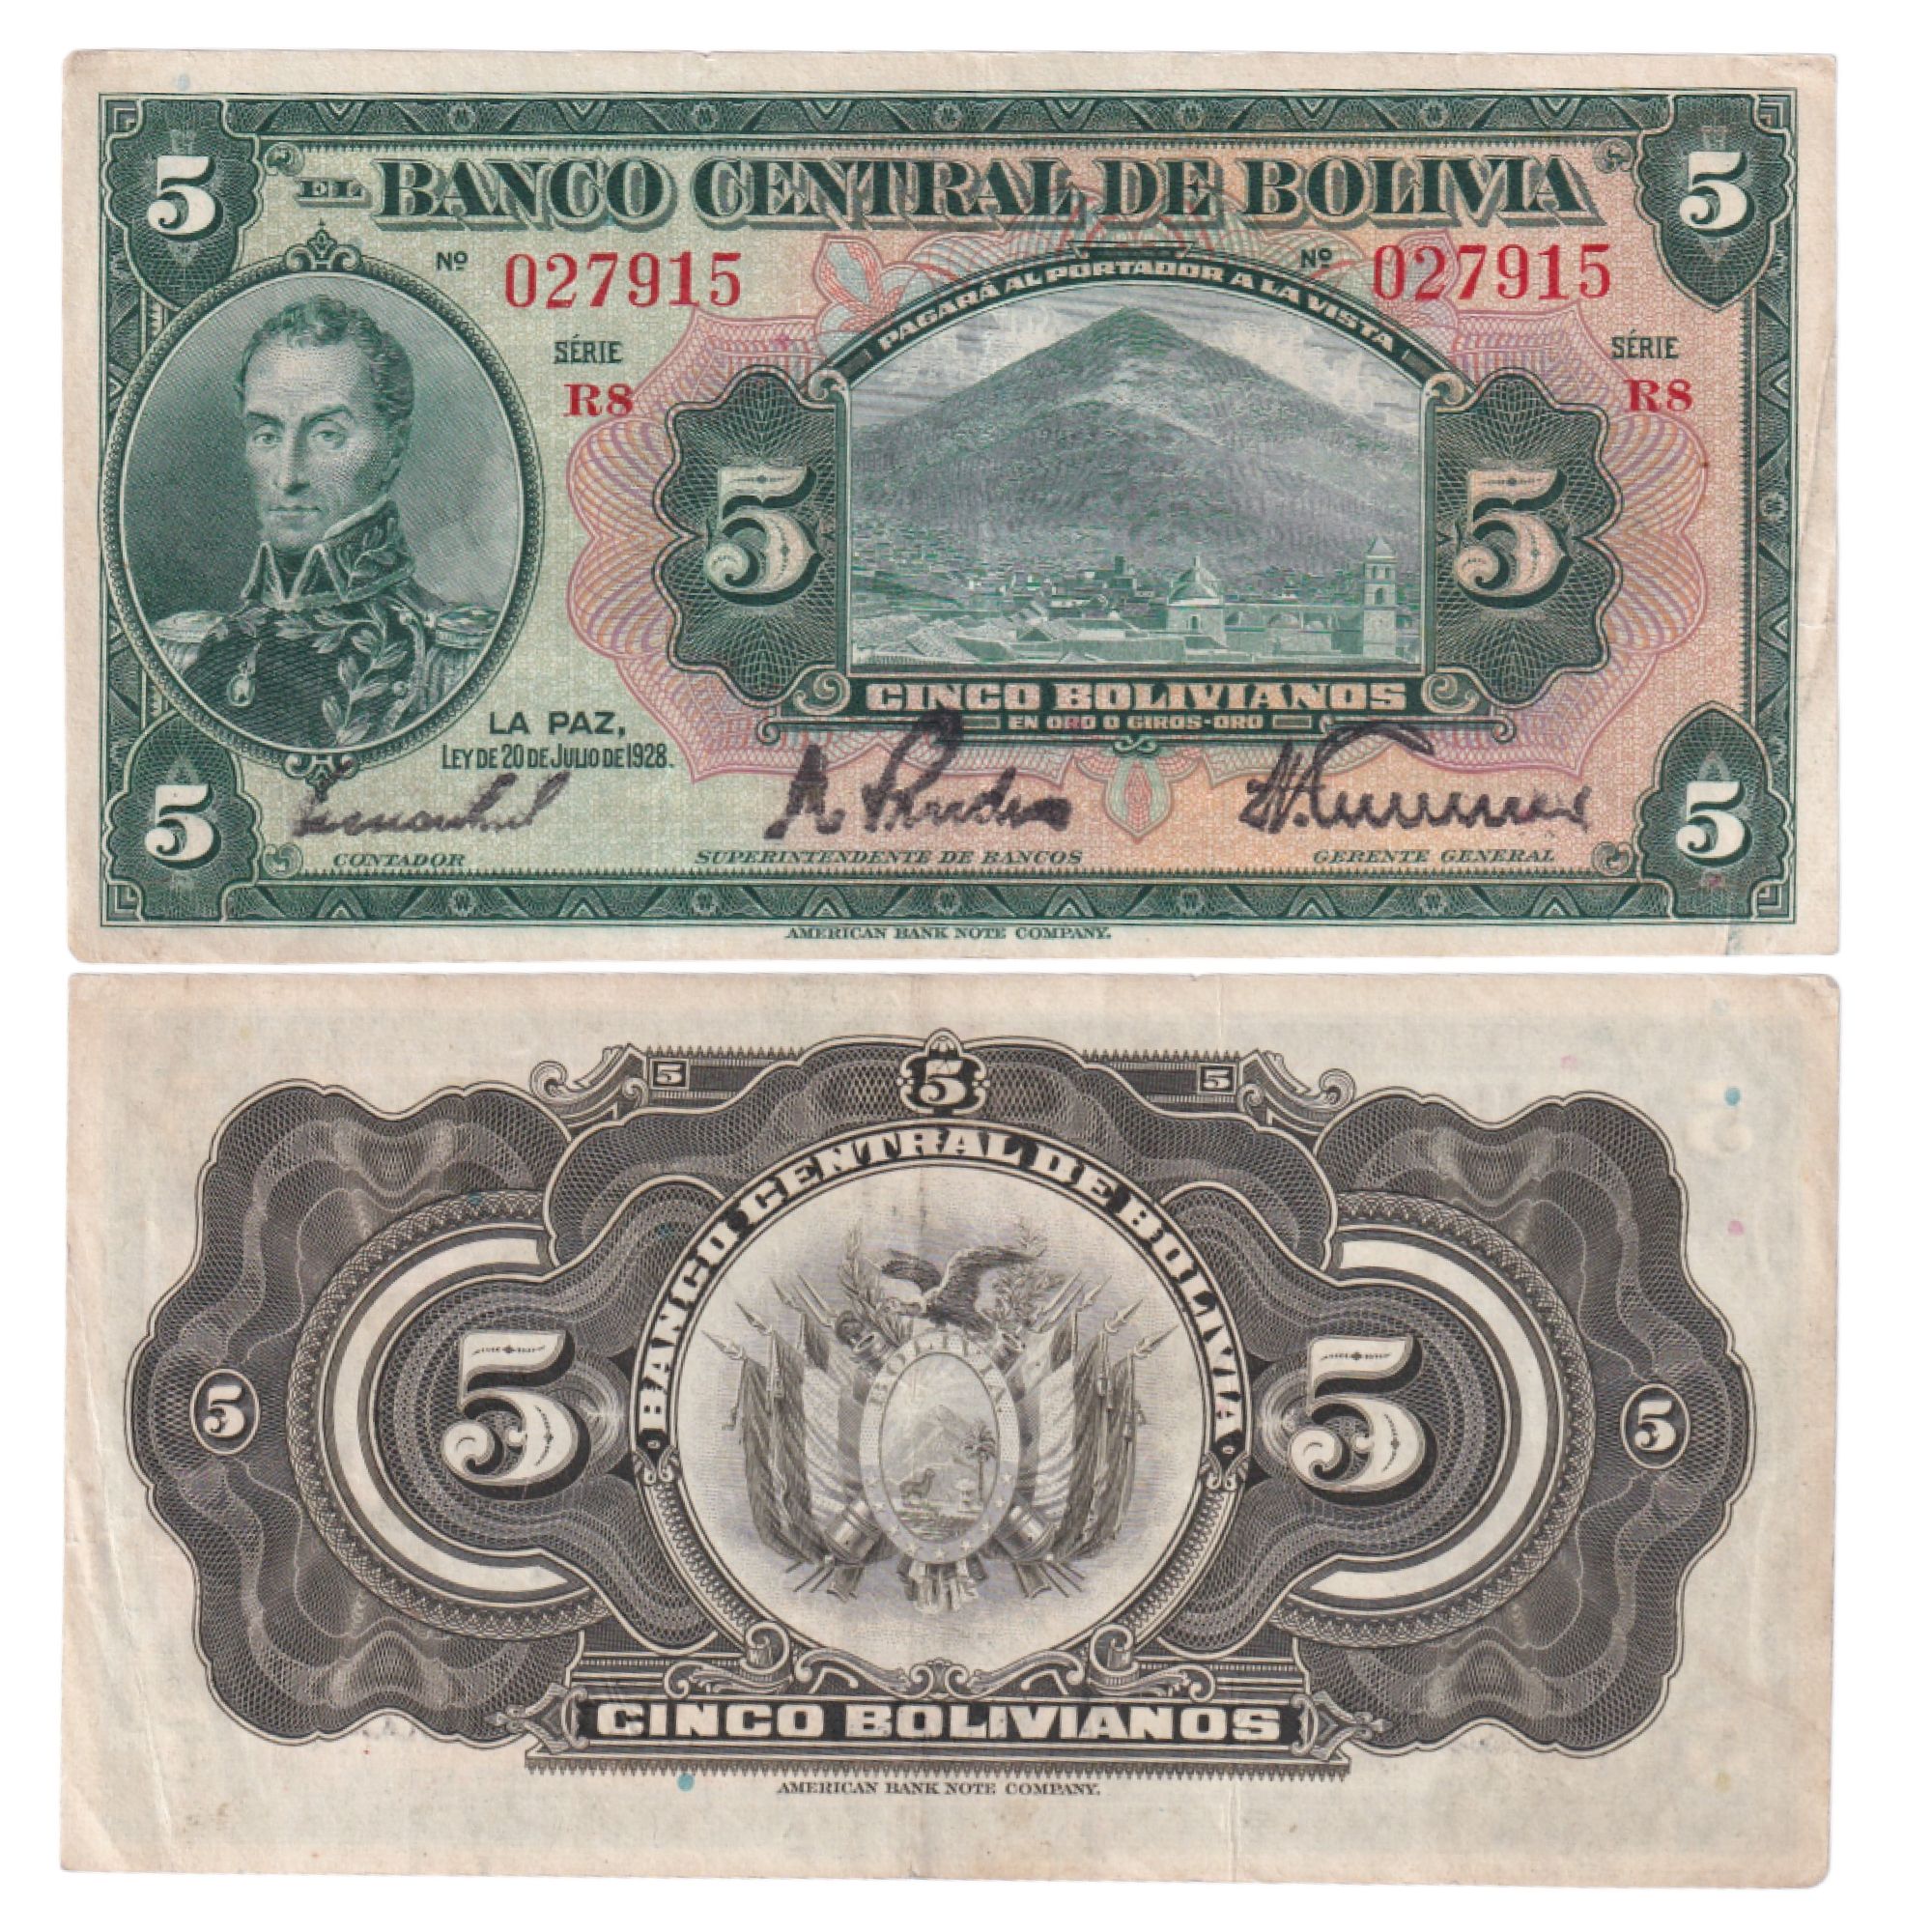 5 5
EL BANCO CENTRAL DE BOLIVIA
Nº 027915 Nº 027915
PAGARÁ AL PORTADOR A LA VISTA
SÉRIE SÉRIE
R8 R8
5 5
CINCO BOLIVIANOS
EN ORO O GIROS-ORO
LA PAZ,
LEY DE 20 DE JULIO DE 1928.
5 5
CONTADOR SUPERINTENDENTE DE BANCOS GERENTE GENERAL
AMERICAN BANK NOTE COMPANY.
5 5 5
BANCO CENTRAL DE BOLIVIA
BOLIVIA
5 5 5 5
CINCO BOLIVIANOS
AMERICAN BANK NOTE COMPANY.